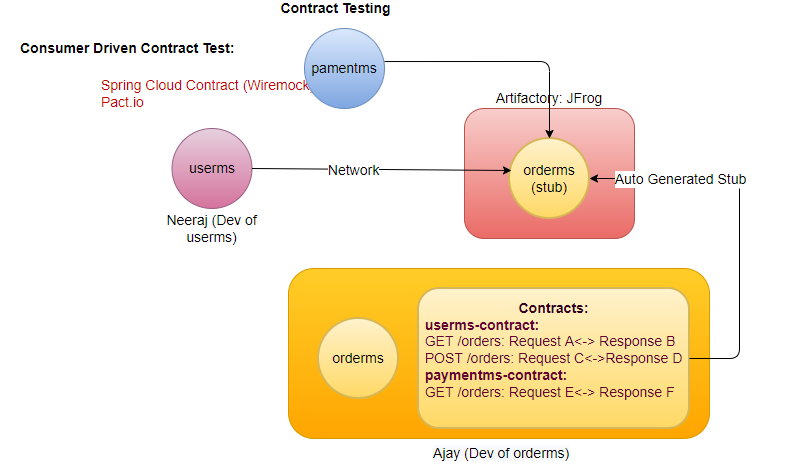 Contract Testing
Consumer Driven Contract Test:
pamentms
Spring Cloud Contract (Wiremock)
Pact.io
Artifactory: JFrog
userms
Network
orderms
(stub)
Auto Generated Stub
Neeraj (Dev of
userms)
Contracts:
userms-contract:
GET /orders: Request A<-> Response B
POST /orders: Request C<->Response D
paymentms-contract:
GET /orders: Request E<-> Response F
orderms
Ajay (Dev of orderms)